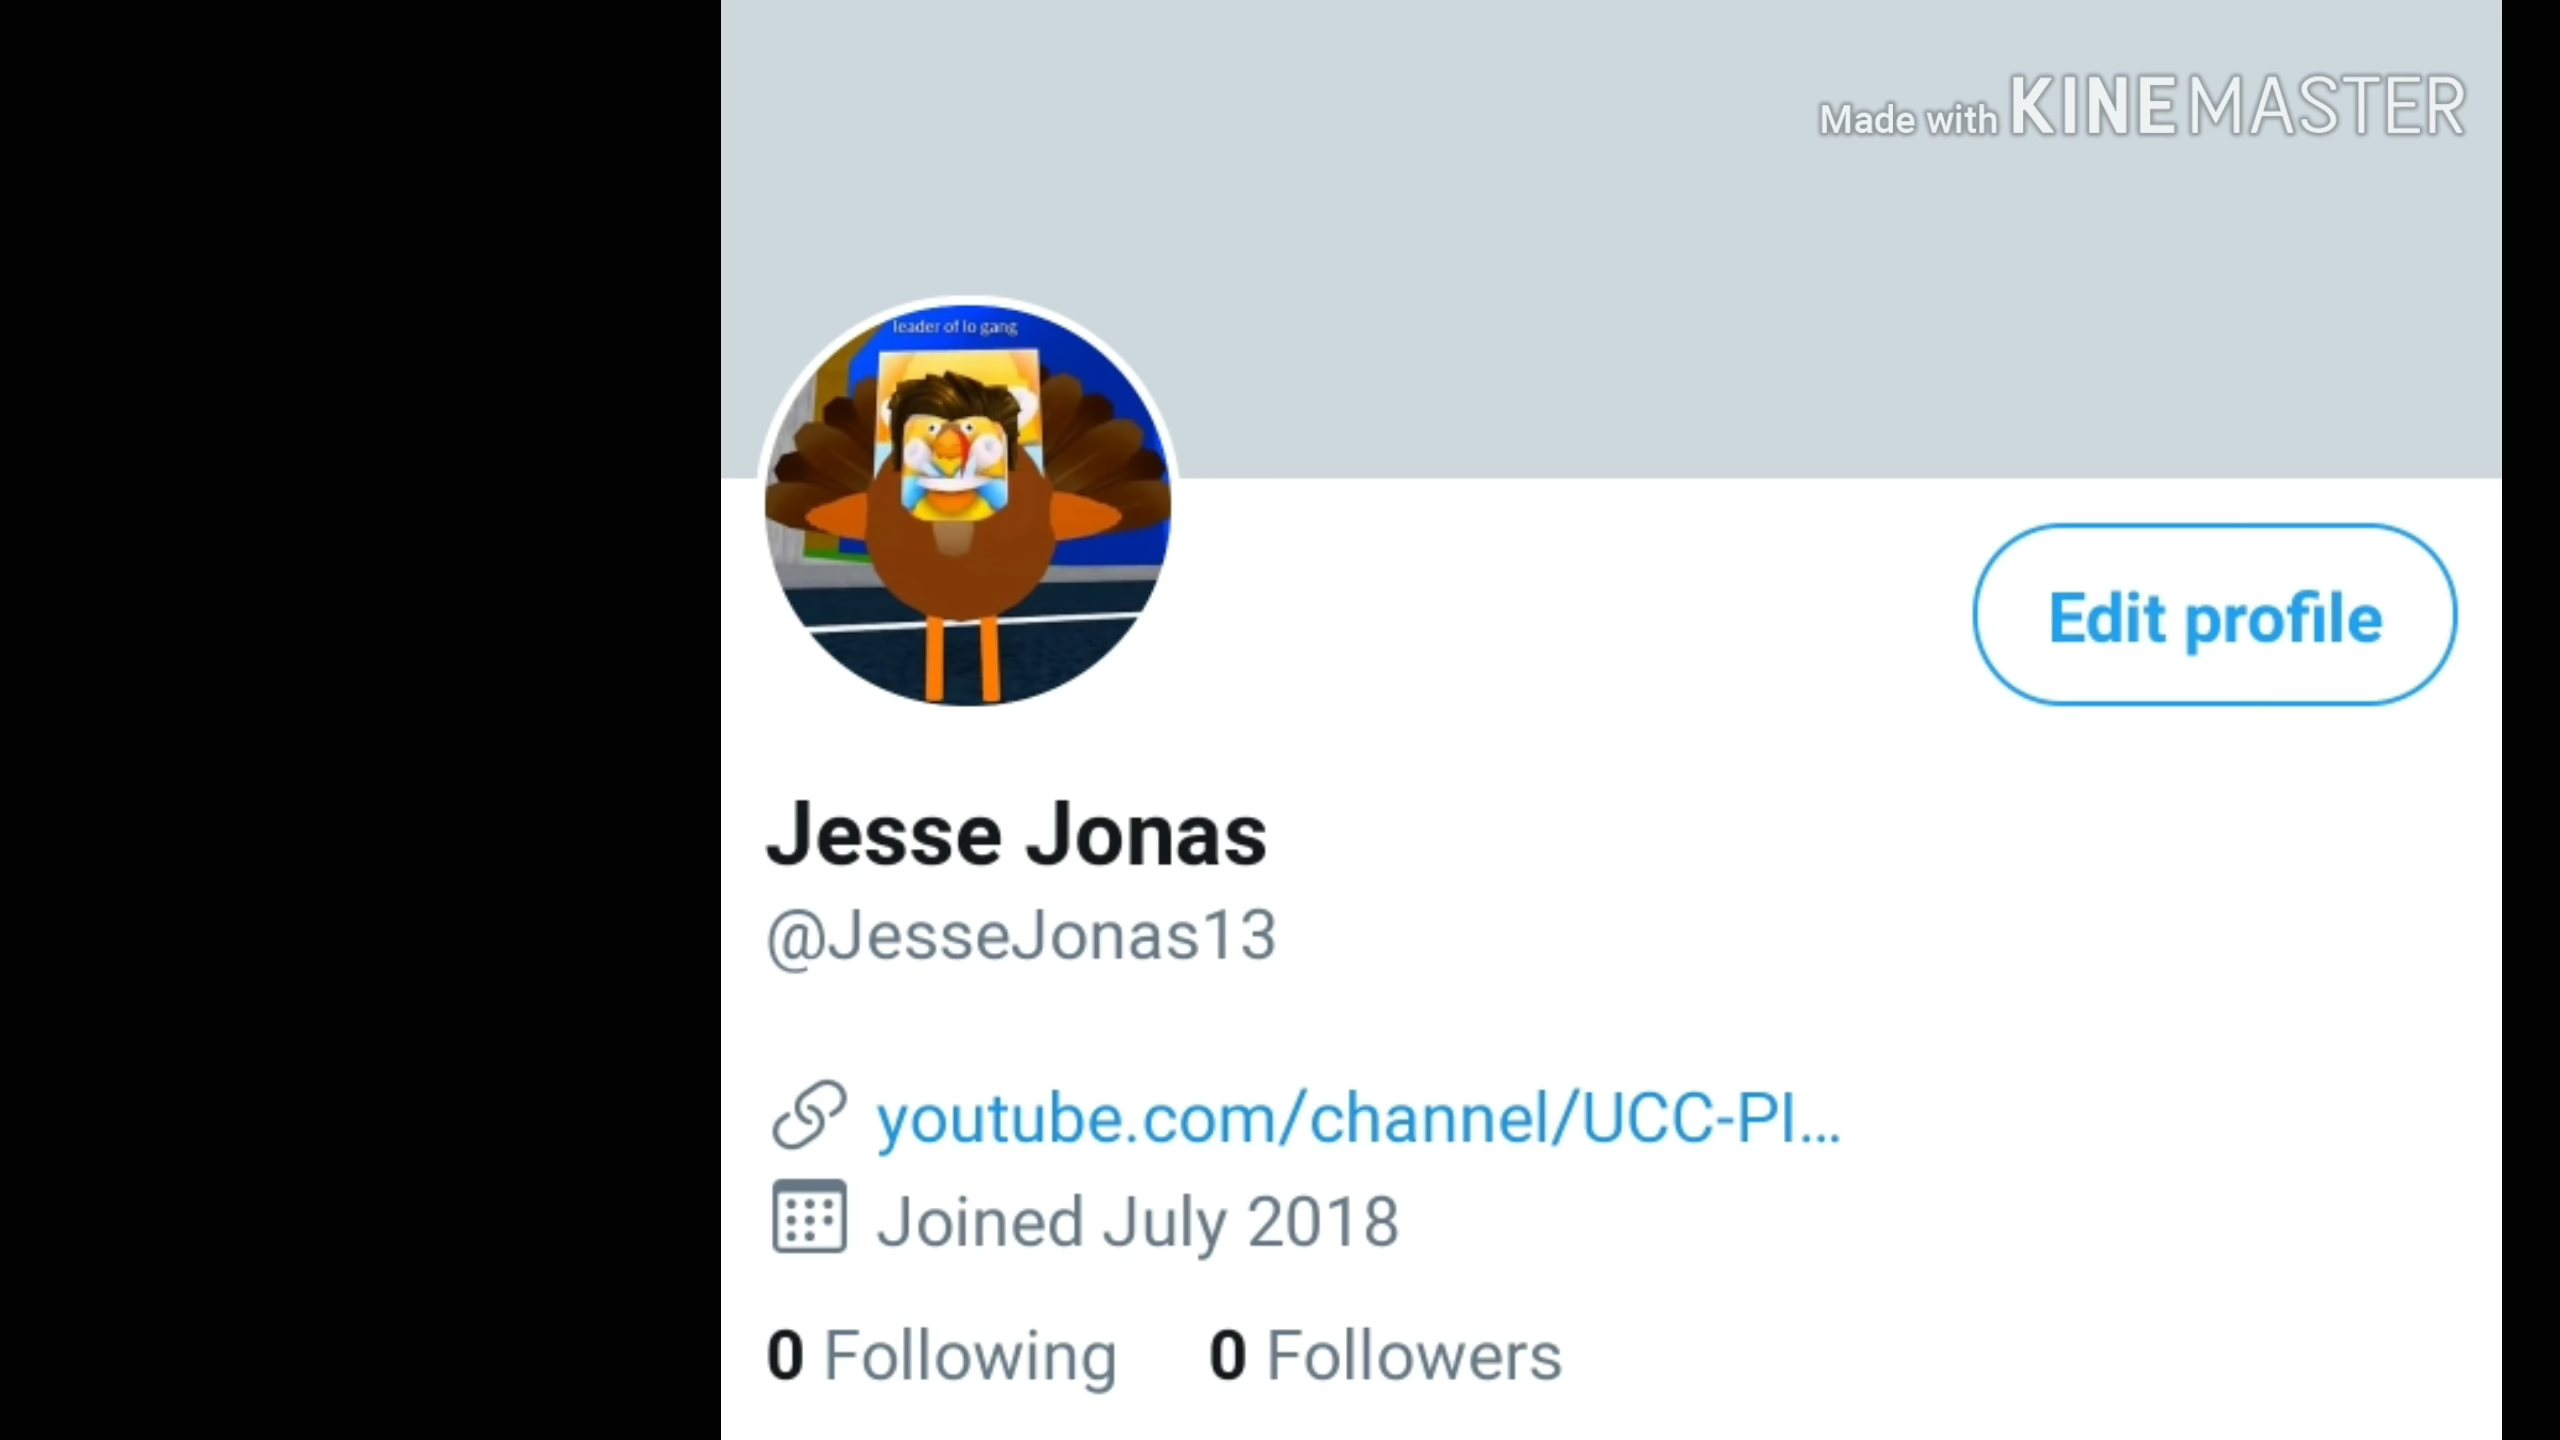 Made with KINEMASTER
leader of lo gang
Edit profile
Jesse Jonas
@JesseJonas13
youtube.com/channel/UCC-PI...
Joined July 2018
0 Following 0 Followers